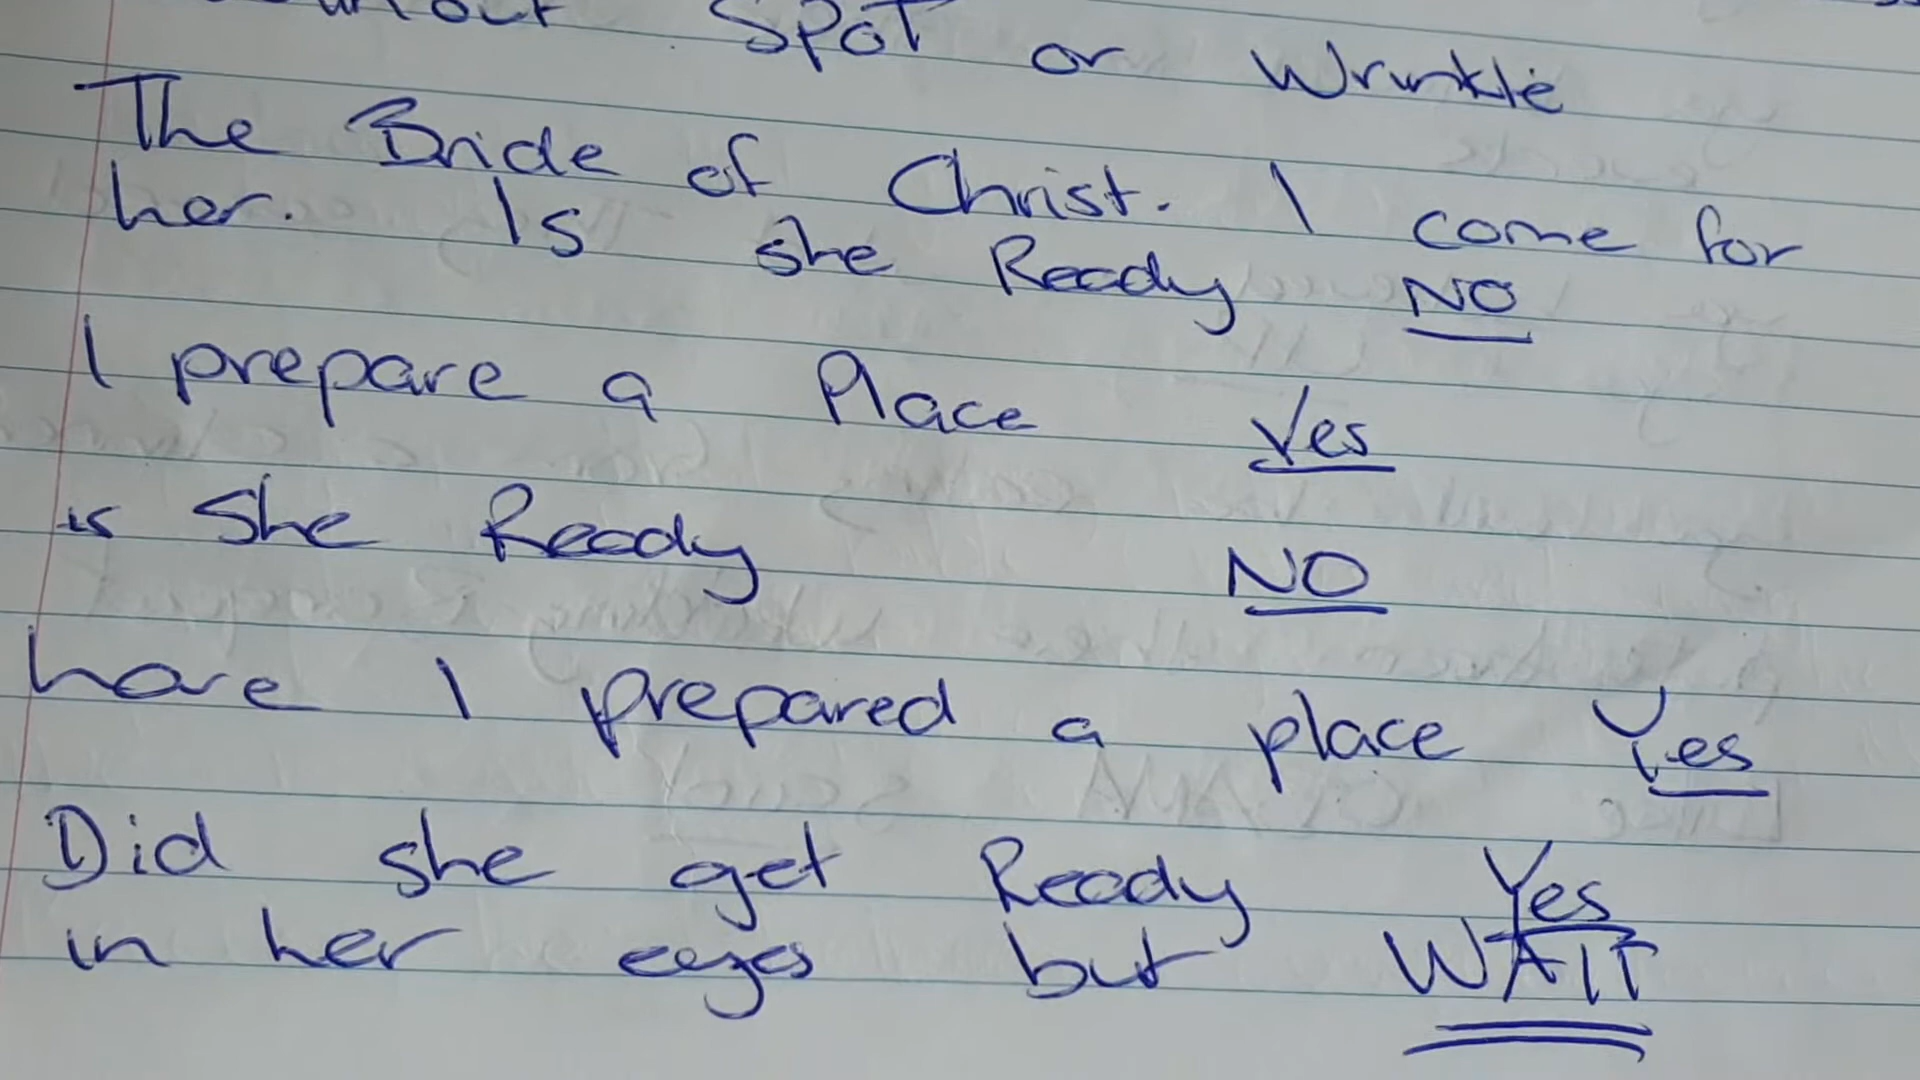 SPOT or Wrinkle
The Bride of Christ. I come for
her. Is she Ready NO
I prepare a Place Yes
is She Ready NO
have I prepared a place Yes
Did she get Ready Yes
in her eyes but WAIT